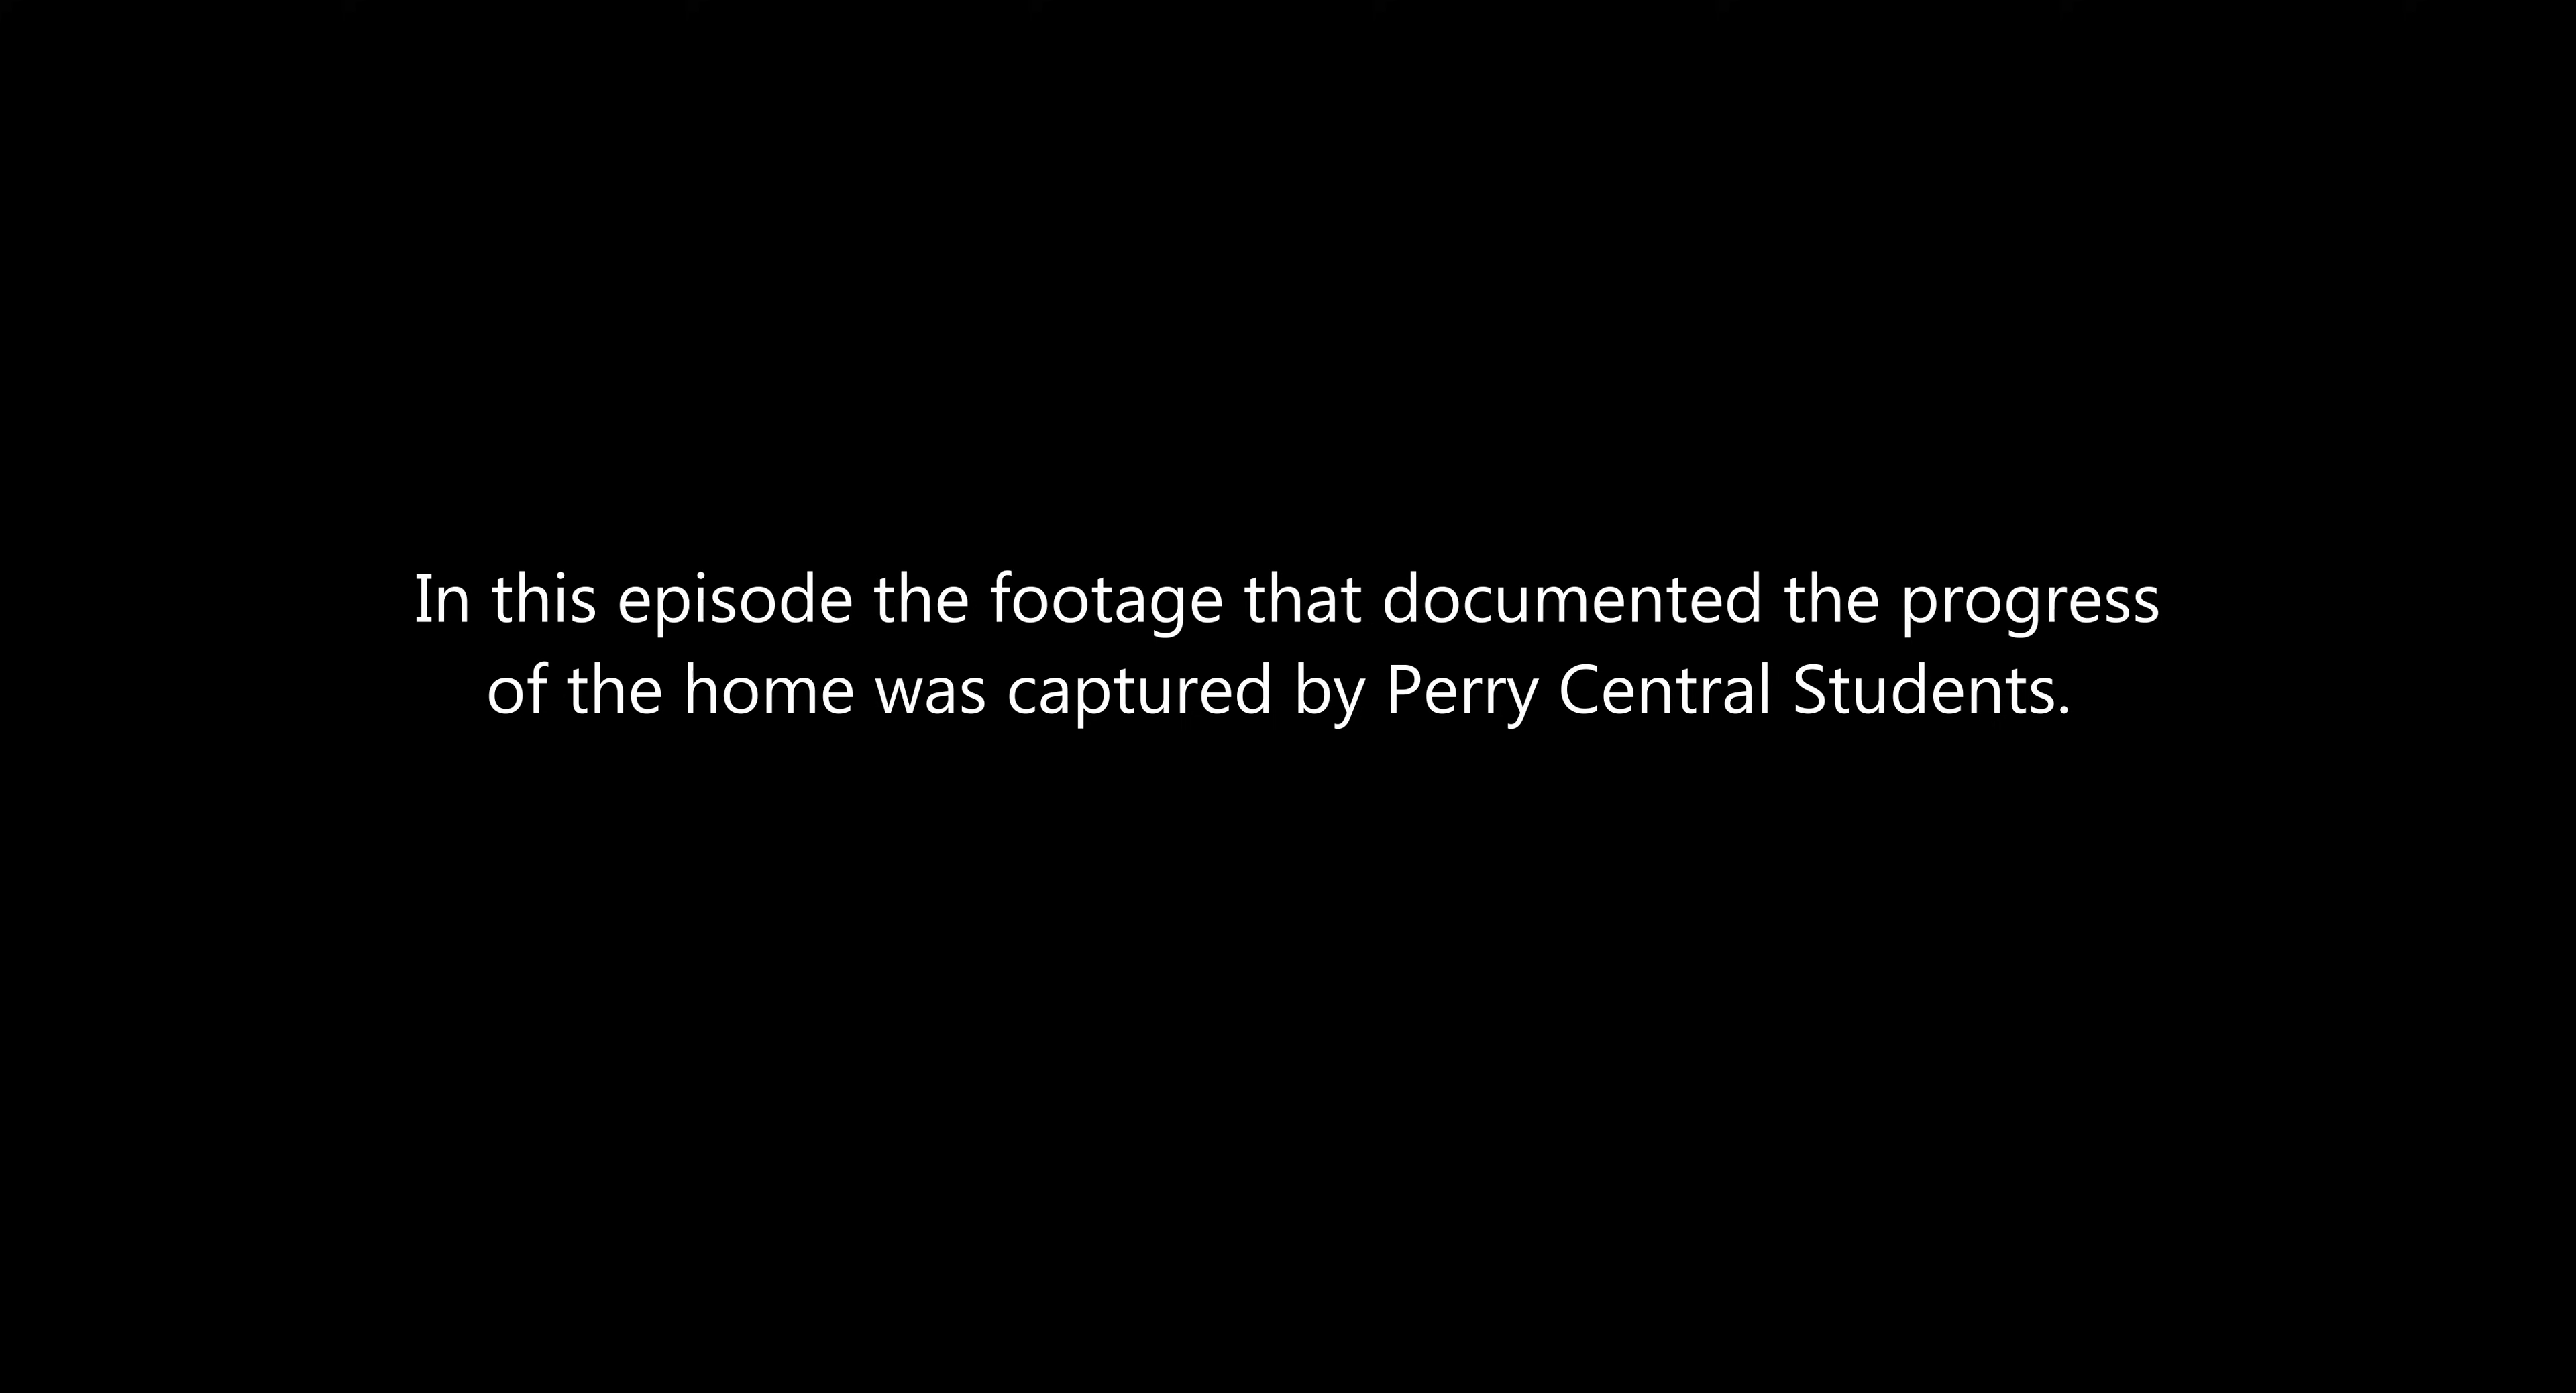 In this episode the footage that documented the progress
of the home was captured by Perry Central Students.